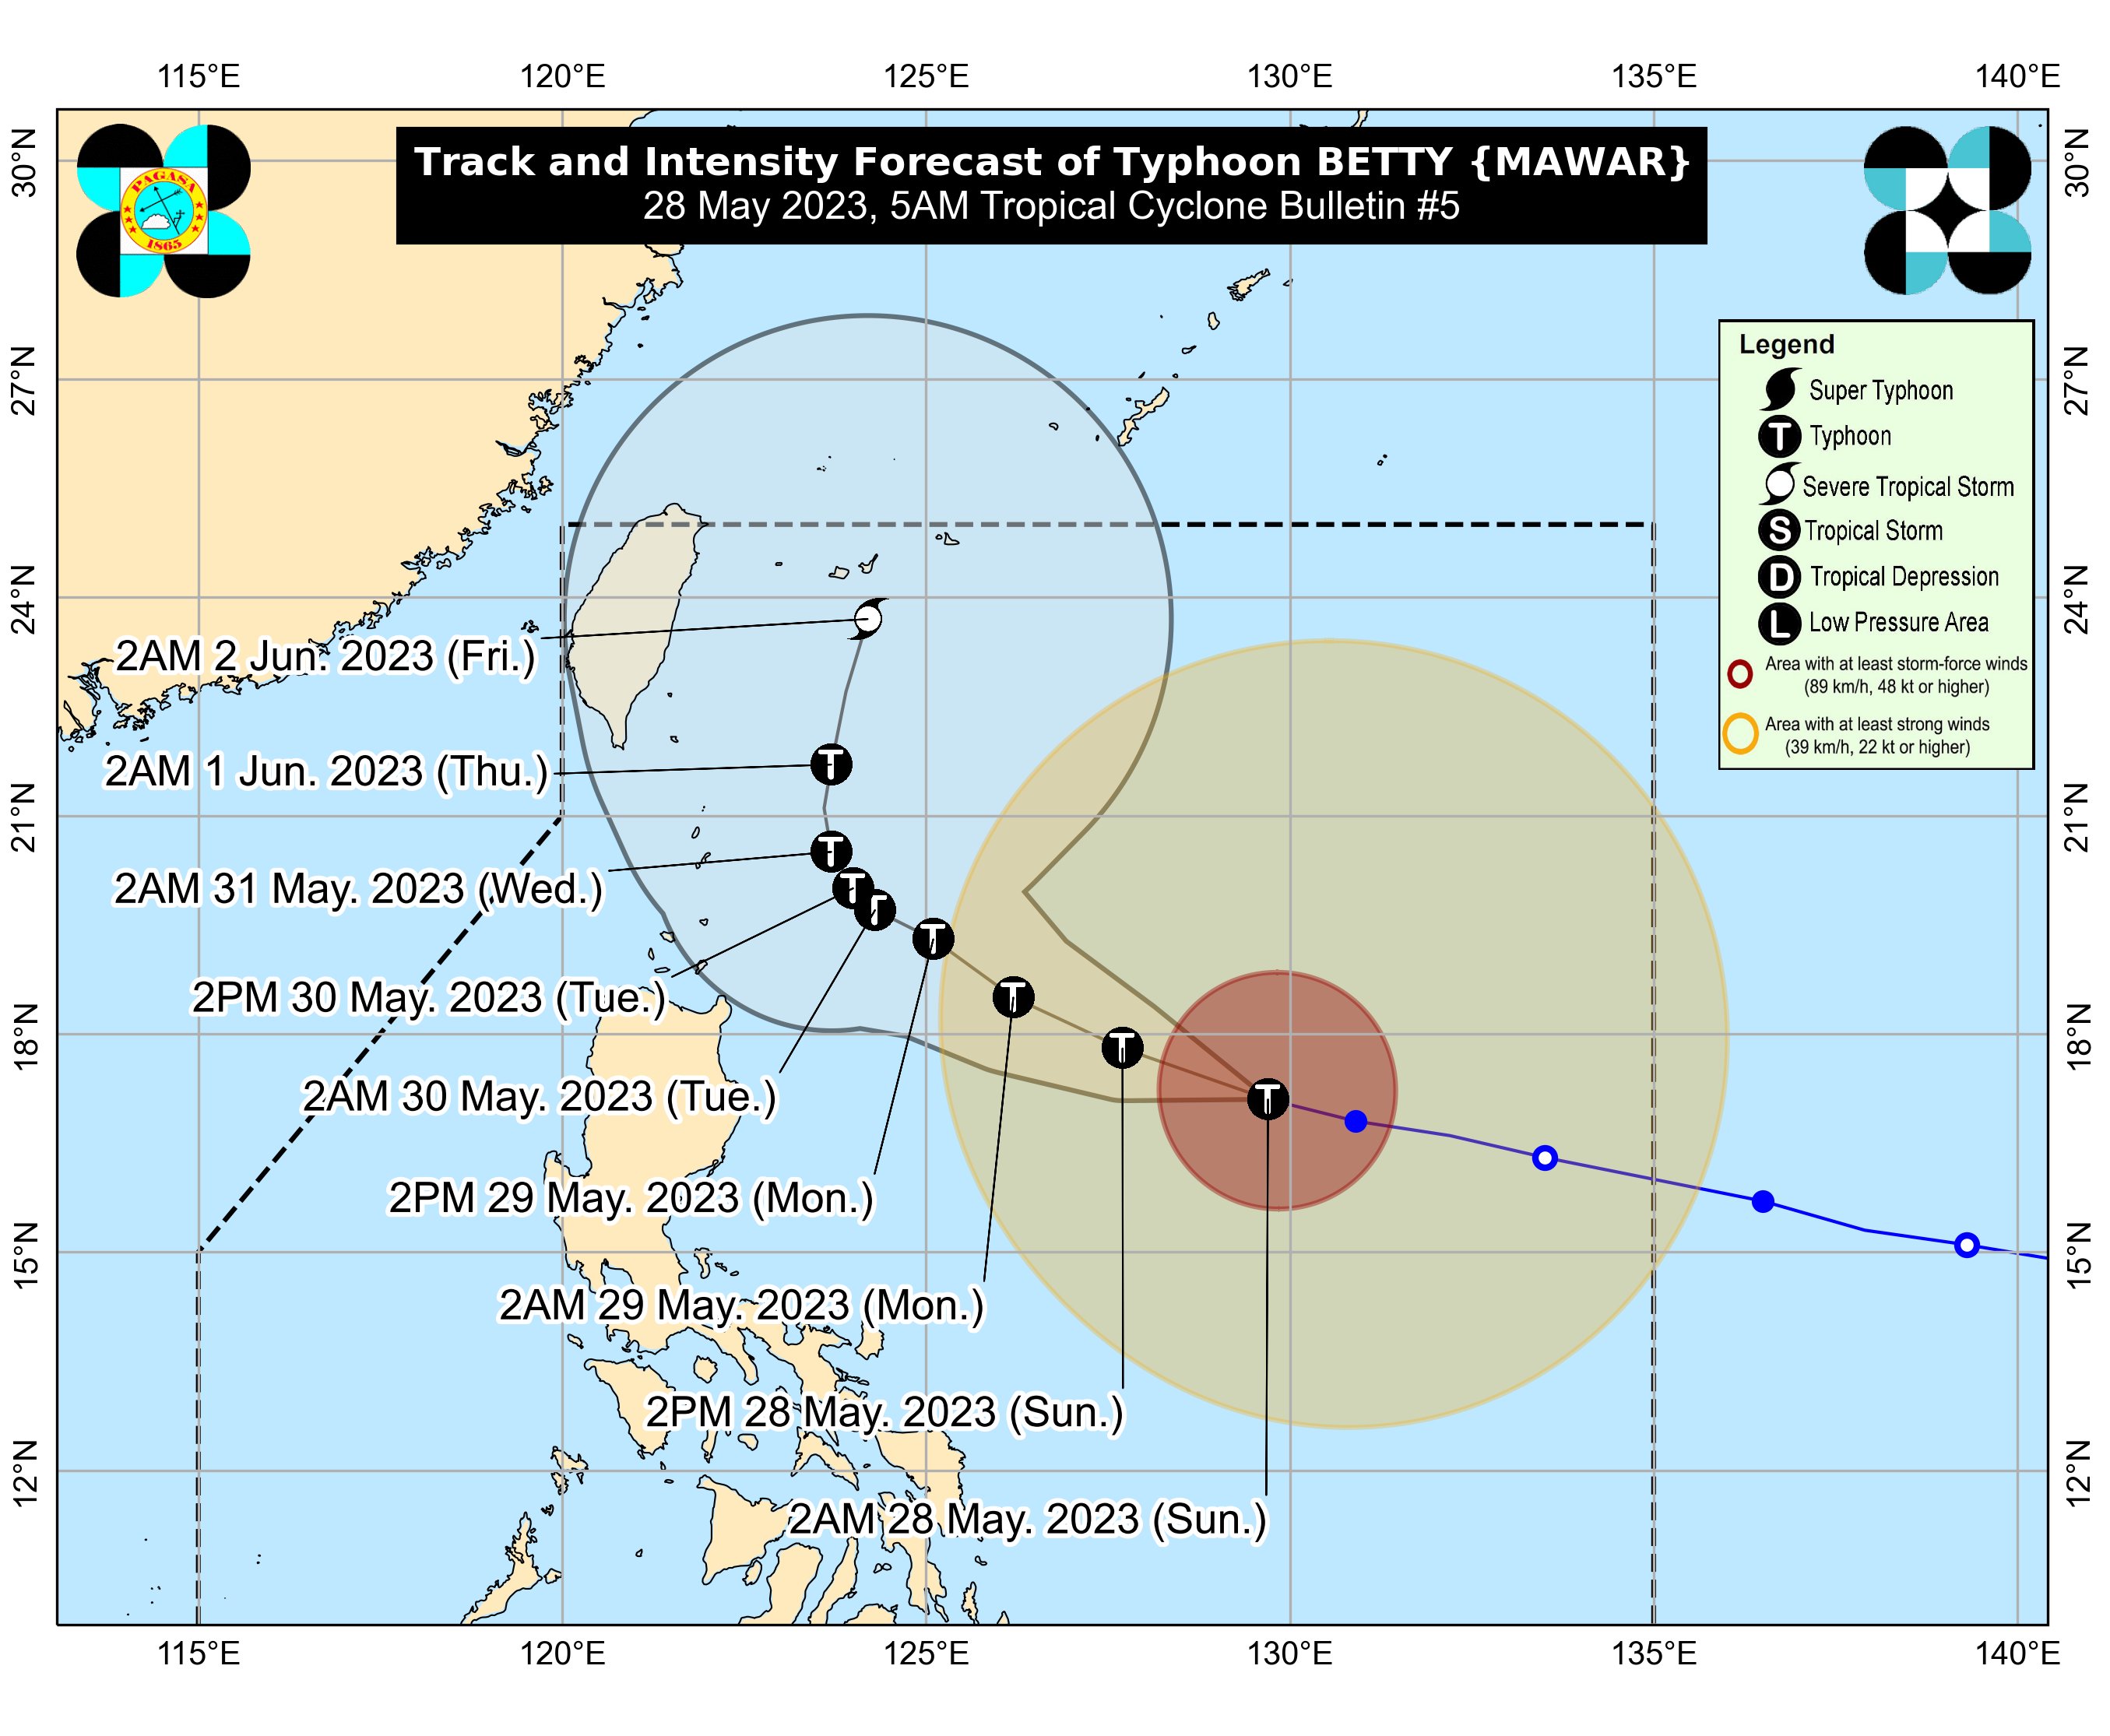 115°E 120°E 125°E 130°E 135°E 140°E
Track and Intensity Forecast of Typhoon BETTY {MAWAR}
28 May 2023, 5AM Tropical Cyclone Bulletin #5
PAGASA
1865
30°N
27°N
24°N
21°N
18°N
15°N
12°N
30°N
27°N
24°N
21°N
18°N
15°N
12°N
Legend
Super Typhoon
T Typhoon
Severe Tropical Storm
S Tropical Storm
D Tropical Depression
L Low Pressure Area
Area with at least storm-force winds
(89 km/h, 48 kt or higher)
Area with at least strong winds
(39 km/h, 22 kt or higher)
2AM 2 Jun. 2023 (Fri.)
2AM 1 Jun. 2023 (Thu.)
T
2AM 31 May. 2023 (Wed.)
T
2PM 30 May. 2023 (Tue.)
T
2AM 30 May. 2023 (Tue.)
T
2PM 29 May. 2023 (Mon.)
T
2AM 29 May. 2023 (Mon.)
T
2PM 28 May. 2023 (Sun.)
T
2AM 28 May. 2023 (Sun.)
T
115°E 120°E 125°E 130°E 135°E 140°E